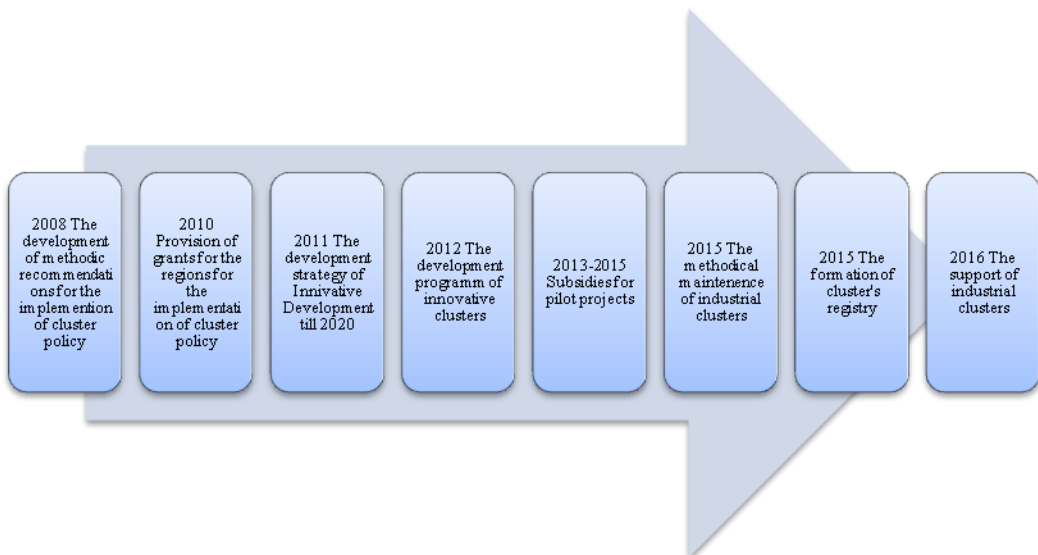 2008 The
development
of methodic
recommendati
ons for the
implemention
of cluster
policy
2010
Provision of
grants for the
regions for
the
implementati
on of cluster
policy
2011 The
development
strategy of
Innivative
Development
till 2020
2012 The
development
programm of
innovative
clusters
2013-2015
Subsidies for
pilot projects
2015 The
methodical
maintenence
of industrial
clusters
2015 The
formation of
cluster's
registry
2016 The
support of
industrial
clusters